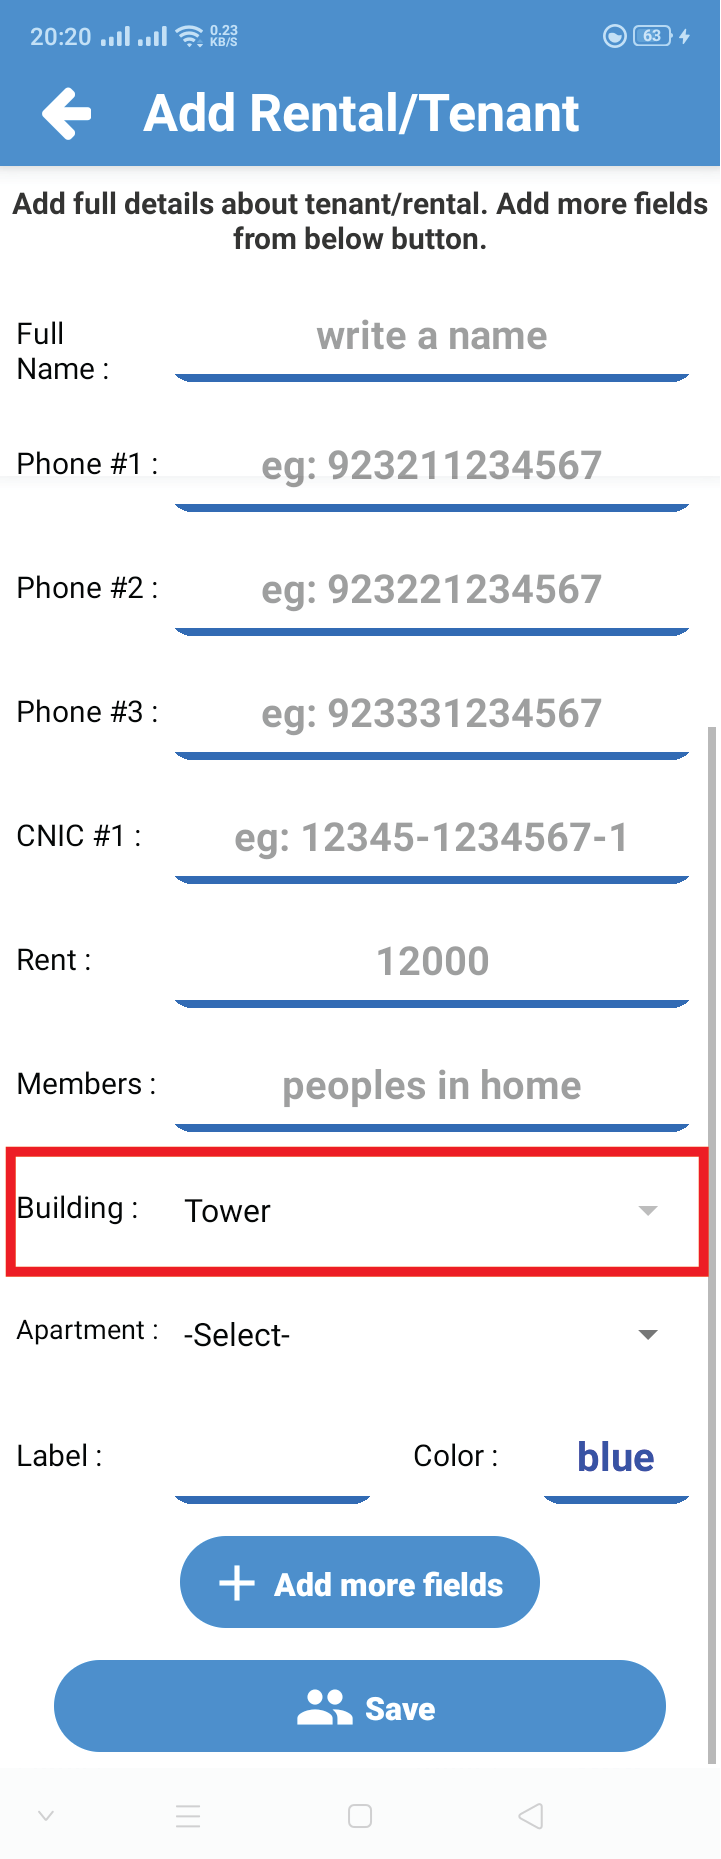 20:20 0.23 KB/S 63
Add Rental/Tenant
Add full details about tenant/rental. Add more fields
from below button.
Full
Name :
write a name
Phone #1 : eg: 923211234567
Phone #2 : eg: 923221234567
Phone #3 : eg: 923331234567
CNIC #1 : eg: 12345-1234567-1
Rent : 12000
Members : peoples in home
Building : Tower
Apartment : -Select-
Label : Color : blue
Add more fields
Save